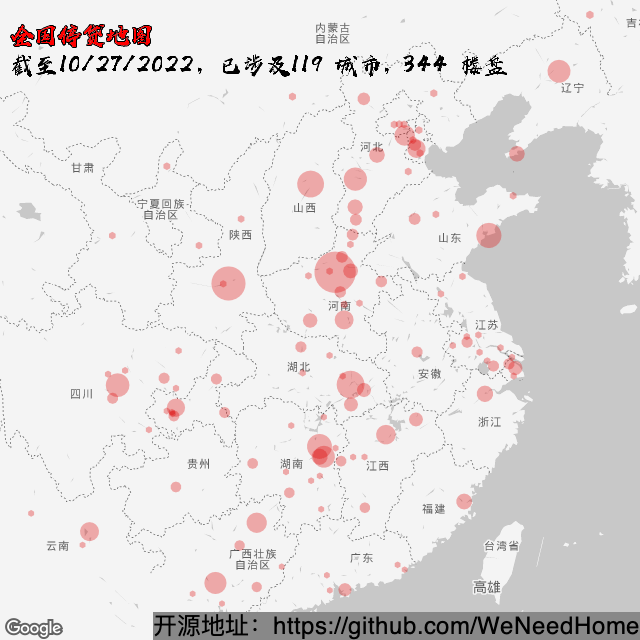 全国停贷地图
截至10/27/2022，已涉及119 城市，344 楼盘
内蒙古
自治区
吉
辽宁
河北
甘肃
宁夏回族
自治区
山西
陕西
山东
河南
江苏
湖北
安徽
四川
浙江
贵州
湖南
江西
福建
云南
广西壮族
自治区
广东
台湾省
高雄
Google
开源地址：https://github.com/WeNeedHome